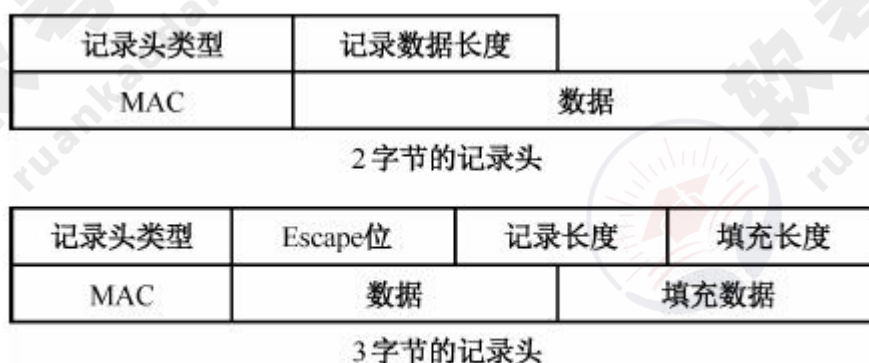 记录头类型 记录数据长度
MAC 数据
2字节的记录头
记录头类型 Escape位 记录长度 填充长度
MAC 数据 填充数据
3字节的记录头